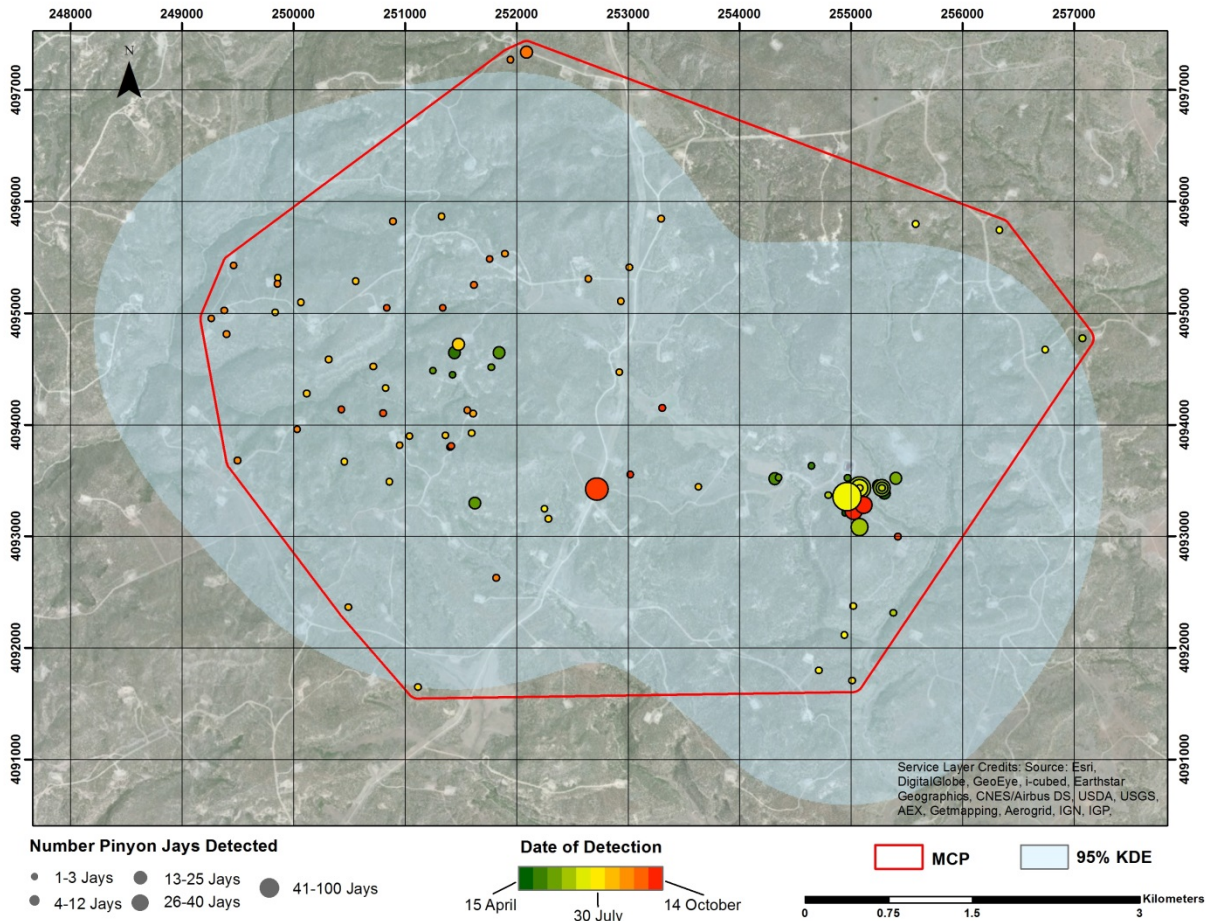 248000 249000 250000 251000 252000 253000 254000 255000 256000 257000
N
4097000 4097000
4096000 4096000
4095000 4095000
4094000 4094000
4093000 4093000
4092000 4092000
4091000 4091000
Service Layer Credits: Source: Esri,
DigitalGlobe, GeoEye, i-cubed, Earthstar
Geographics, CNES/Airbus DS, USDA, USGS,
AEX, Getmapping, Aerogrid, IGN, IGP,
Number Pinyon Jays Detected
1-3 Jays
4-12 Jays
13-25 Jays
26-40 Jays
41-100 Jays
Date of Detection
15 April
30 July
14 October
MCP
95% KDE
Kilometers
0 0.75 1.5 3